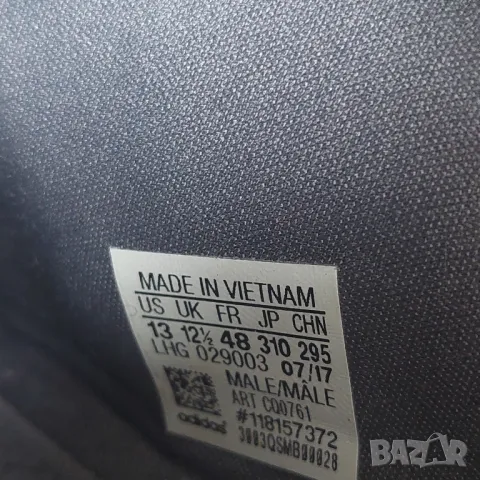 MADE IN VIETNAM
US UK FR JP CHN
13 12½ 48 310 295
LHG 029003 07/17
MALE/MÂLE
ART CQ0761
#118157372
adidas 3003QSMB00028
BAZAR